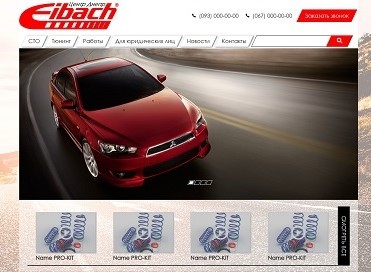 Центр Днепр
Eibach®
(093) 000-00-00
(067) 000-00-00
Заказать звонок
СТО
Тюнинг
Работы
Для юридических лиц
Новости
Контакты
Name PRO-KIT
Name PRO-KIT
Name PRO-KIT
Name PRO-KIT
СМОТРЕТЬ ВСЕ